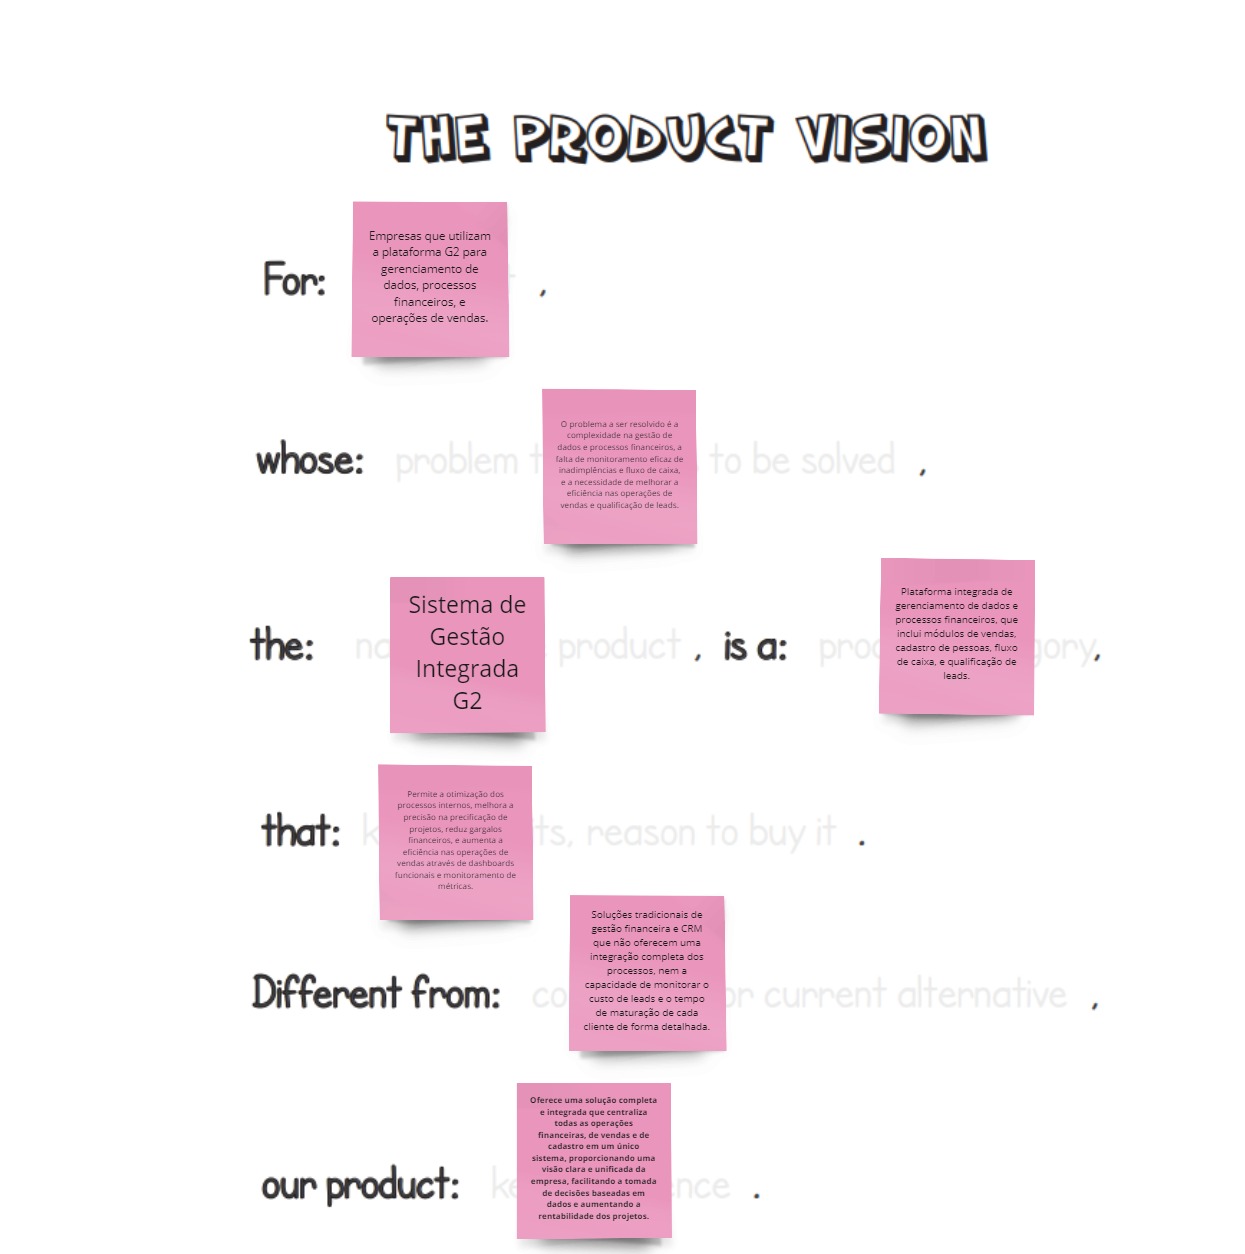 THE PRODUCT VISION
For:
Empresas que utilizam
a plataforma G2 para
gerenciamento de
dados, processos
financeiros, e
operações de vendas.
,
whose:
problem
O problema a ser resolvido é a
complexidade na gestão de
dados e processos financeiros, a
falta de monitoramento eficaz de
inadimplências e fluxo de caixa,
e a necessidade de melhorar a
eficiência nas operações de
vendas e qualificação de leads.
to be solved ,
the:
Sistema de
Gestão
Integrada
G2
product , is a:
Plataforma integrada de
gerenciamento de dados e
processos financeiros, que
inclui módulos de vendas,
cadastro de pessoas, fluxo
de caixa, e qualificação de
leads.
,
that:
Permite a otimização dos
processos internos, melhora a
precisão na precificação de
projetos, reduz gargalos
financeiros, e aumenta a
eficiência nas operações de
vendas através de dashboards
funcionais e monitoramento de
métricas.
, reason to buy it .
Different from:
Soluções tradicionais de
gestão financeira e CRM
que não oferecem uma
integração completa dos
processos, nem a
capacidade de monitorar o
custo de leads e o tempo
de maturação de cada
cliente de forma detalhada.
or current alternative ,
our product:
Oferece uma solução completa
e integrada que centraliza
todas as operações
financeiras, de vendas e de
cadastro em um único
sistema, proporcionando uma
visão clara e unificada da
empresa, facilitando a tomada
de decisões baseadas em
dados e aumentando a
rentabilidade dos projetos.
.